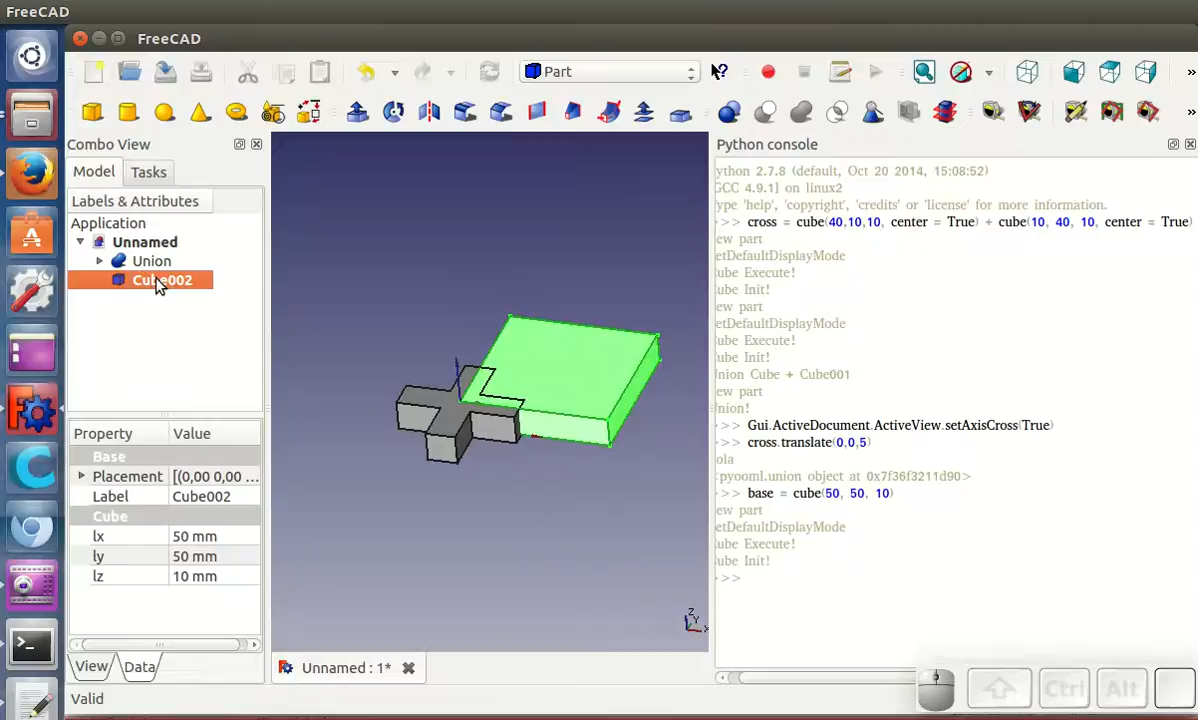 FreeCAD
FreeCAD
Part
Combo View
Model
Tasks
Labels & Attributes
Application
Unnamed
Union
Cube002
Property
Value
Base
Placement
[(0,00 0,00 ...
Label
Cube002
Cube
lx
50 mm
ly
50 mm
lz
10 mm
View
Data
Valid
Z
Y
X
Unnamed : 1*
Python console
ython 2.7.8 (default, Oct 20 2014, 15:08:52)
GCC 4.9.1] on linux2
ype 'help', 'copyright', 'credits' or 'license' for more information.
>> cross = cube(40,10,10, center = True) + cube(10, 40, 10, center = True)
ew part
etDefaultDisplayMode
ube Execute!
ube Init!
ew part
etDefaultDisplayMode
ube Execute!
ube Init!
nion Cube + Cube001
ew part
nion!
>> Gui.ActiveDocument.ActiveView.setAxisCross(True)
>> cross.translate(0,0,5)
ola
pyooml.union object at 0x7f36f3211d90>
>> base = cube(50, 50, 10)
ew part
etDefaultDisplayMode
ube Execute!
ube Init!
>>
Ctrl
Alt